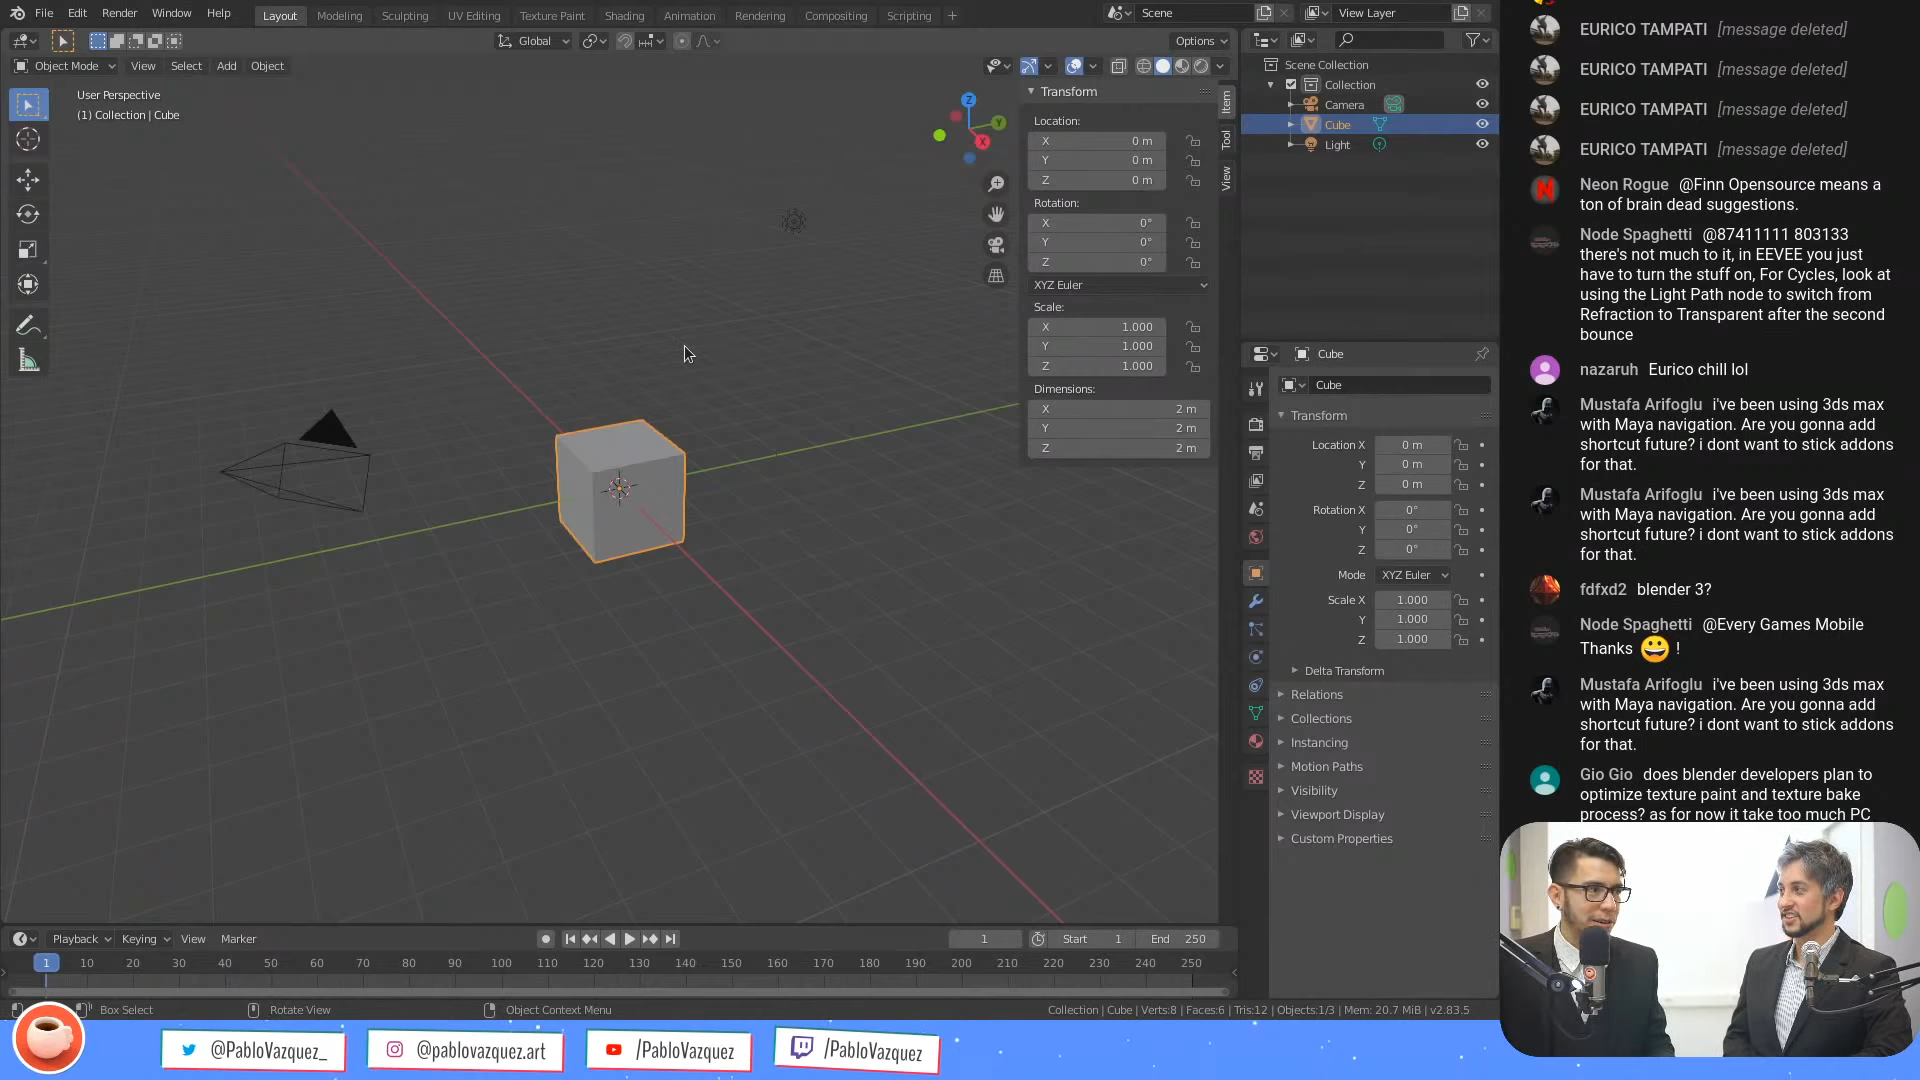 File Edit Render Window Help Layout Modeling Sculpting UV Editing Texture Paint Shading Animation Rendering Compositing Scripting + Scene View Layer
Global Options
Object Mode View Select Add Object
User Perspective
(1) Collection | Cube
Z
Y
X
Transform
Location:
X 0 m
Y 0 m
Z 0 m
Rotation:
X 0°
Y 0°
Z 0°
XYZ Euler
Scale:
X 1.000
Y 1.000
Z 1.000
Dimensions:
X 2 m
Y 2 m
Z 2 m
Item
Tool
View
Scene Collection
Collection
Camera
Cube
Light
Cube
Cube
Transform
Location X 0 m
Y 0 m
Z 0 m
Rotation X 0°
Y 0°
Z 0°
Mode XYZ Euler
Scale X 1.000
Y 1.000
Z 1.000
Delta Transform
Relations
Collections
Instancing
Motion Paths
Visibility
Viewport Display
Custom Properties
Playback Keying View Marker 1 Start 1 End 250
1 10 20 30 40 50 60 70 80 90 100 110 120 130 140 150 160 170 180 190 200 210 220 230 240 250
Box Select Rotate View Object Context Menu Collection | Cube | Verts:8 | Faces:6 | Tris:12 | Objects:1/3 | Mem: 20.7 MiB | v2.83.5
EURICO TAMPATI [message deleted]
EURICO TAMPATI [message deleted]
EURICO TAMPATI [message deleted]
EURICO TAMPATI [message deleted]
N
Neon Rogue @Finn Opensource means a
ton of brain dead suggestions.
Node Spaghetti @87411111 803133
there's not much to it, in EEVEE you just
have to turn the stuff on, For Cycles, look at
using the Light Path node to switch from
Refraction to Transparent after the second
bounce
nazaruh Eurico chill lol
Mustafa Arifoglu i've been using 3ds max
with Maya navigation. Are you gonna add
shortcut future? i dont want to stick addons
for that.
Mustafa Arifoglu i've been using 3ds max
with Maya navigation. Are you gonna add
shortcut future? i dont want to stick addons
for that.
fdfxd2 blender 3?
Node Spaghetti @Every Games Mobile
Thanks 😀 !
Mustafa Arifoglu i've been using 3ds max
with Maya navigation. Are you gonna add
shortcut future? i dont want to stick addons
for that.
Gio Gio does blender developers plan to
optimize texture paint and texture bake
process? as for now it take too much PC
@PabloVazquez_ @pablovazquez.art /PabloVazquez /PabloVazquez